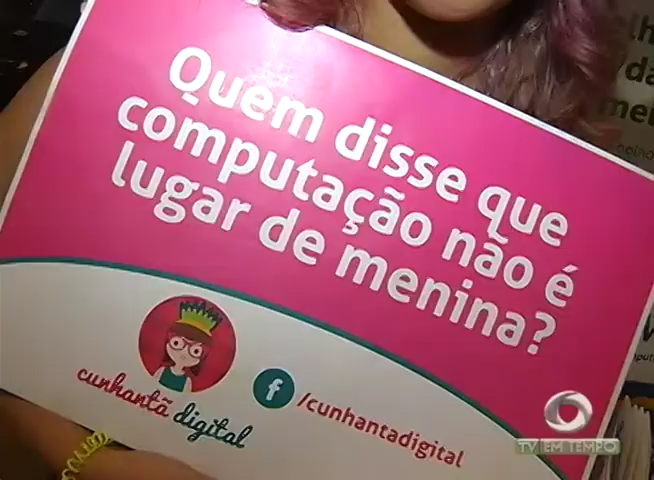 Quem disse que
computação não é
lugar de menina?
cunhantã digital
/cunhantadigital
TV EM TEMPO